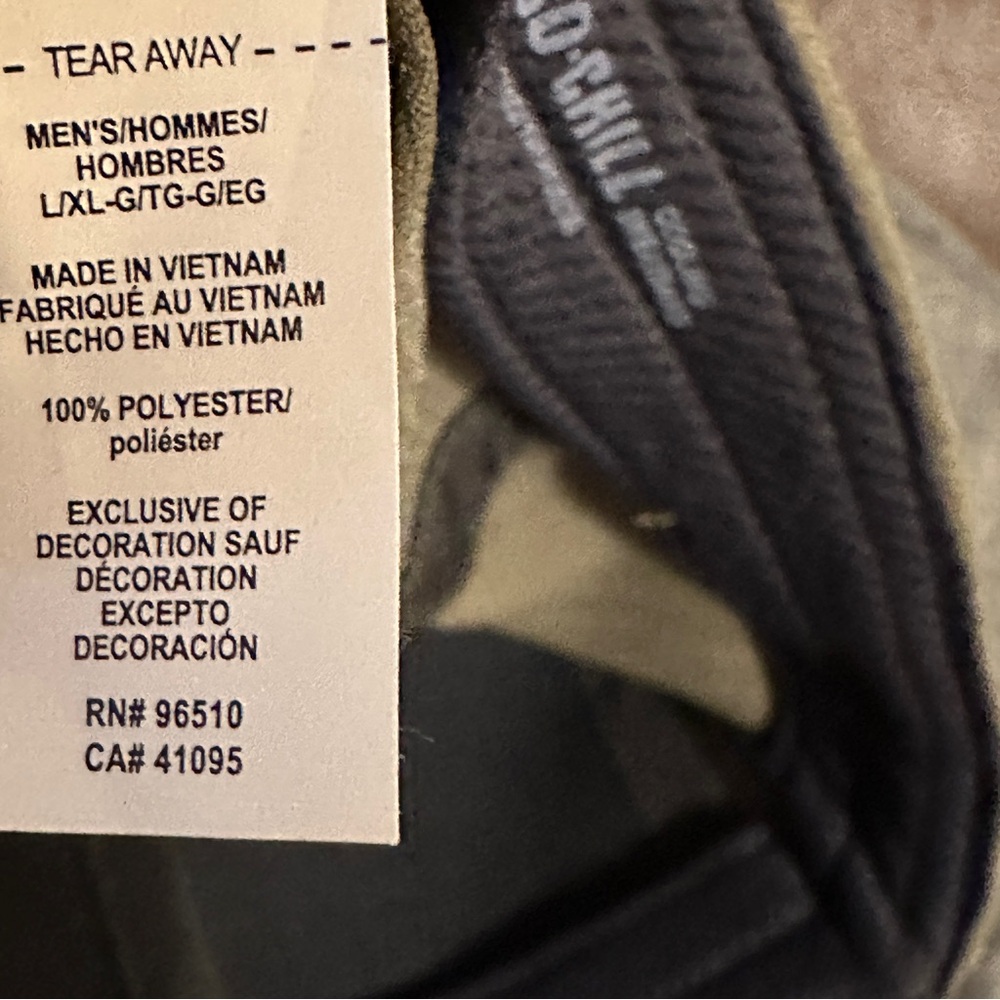 - TEAR AWAY - - - -
MEN'S/HOMMES/
HOMBRES
L/XL-G/TG-G/EG
MADE IN VIETNAM
FABRIQUÉ AU VIETNAM
HECHO EN VIETNAM
100% POLYESTER/
poliéster
EXCLUSIVE OF
DECORATION SAUF
DÉCORATION
EXCEPTO
DECORACIÓN
RN# 96510
CA# 41095
O-CHILL